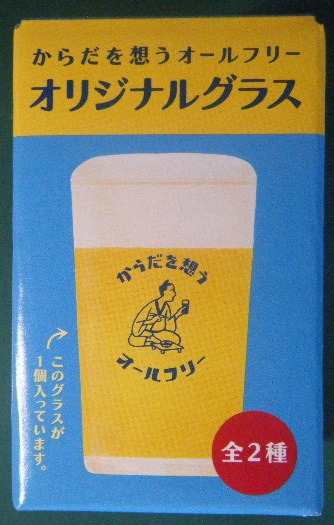 からだを想うオールフリー
オリジナルグラス
からだを想う
オールフリー
このグラスが
1個入っています。
全2種